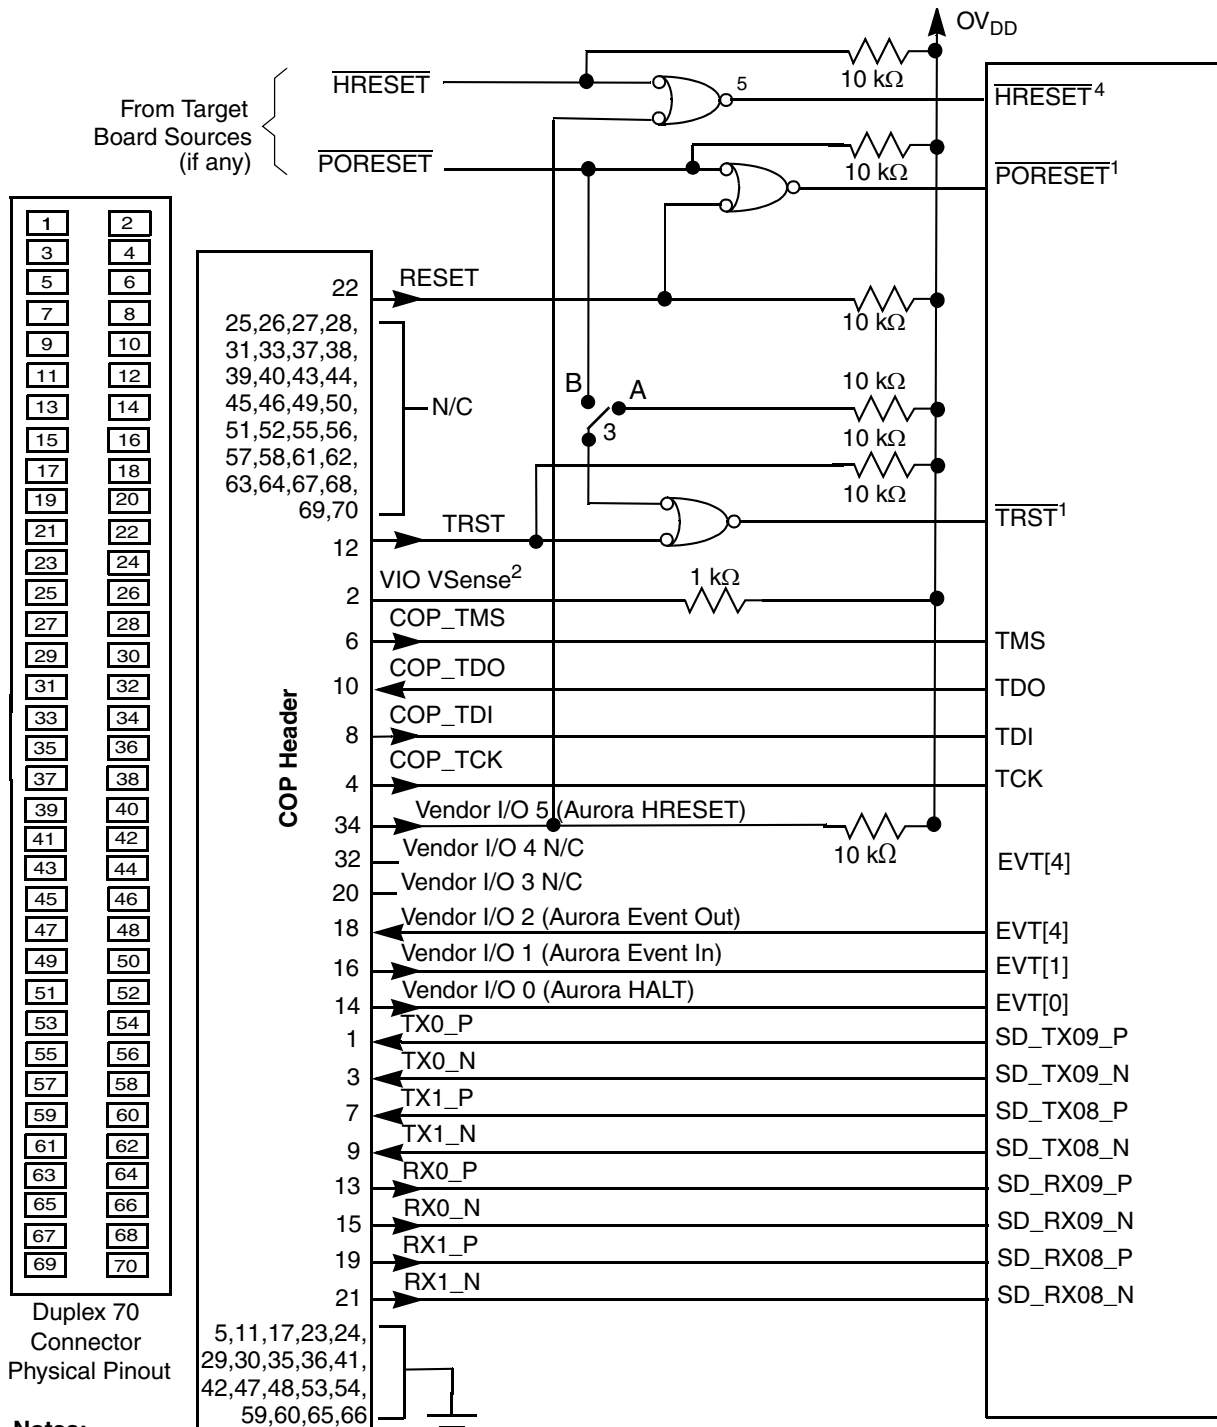 OVDD
10 kΩ
HRESET
5
HRESET4
From Target
Board Sources
(if any)
PORESET
10 kΩ
PORESET1
1 2
3 4
5 6
7 8
9 10
11 12
13 14
15 16
17 18
19 20
21 22
23 24
25 26
27 28
29 30
31 32
33 34
35 36
37 38
39 40
41 42
43 44
45 46
47 48
49 50
51 52
53 54
55 56
57 58
59 60
61 62
63 64
65 66
67 68
69 70
Duplex 70
Connector
Physical Pinout
Notes:
COP Header
22 RESET
10 kΩ
25,26,27,28,
31,33,37,38,
39,40,43,44,
45,46,49,50,
51,52,55,56,
57,58,61,62,
63,64,67,68,
69,70
N/C
B A
3
10 kΩ
10 kΩ
10 kΩ
12 TRST
TRST1
2 VIO VSense2
1 kΩ
6 COP_TMS TMS
10 COP_TDO TDO
8 COP_TDI TDI
4 COP_TCK TCK
34 Vendor I/O 5 (Aurora HRESET)
10 kΩ
32 Vendor I/O 4 N/C EVT[4]
20 Vendor I/O 3 N/C
18 Vendor I/O 2 (Aurora Event Out) EVT[4]
16 Vendor I/O 1 (Aurora Event In) EVT[1]
14 Vendor I/O 0 (Aurora HALT) EVT[0]
1 TX0_P SD_TX09_P
3 TX0_N SD_TX09_N
7 TX1_P SD_TX08_P
9 TX1_N SD_TX08_N
13 RX0_P SD_RX09_P
15 RX0_N SD_RX09_N
19 RX1_P SD_RX08_P
21 RX1_N SD_RX08_N
5,11,17,23,24,
29,30,35,36,41,
42,47,48,53,54,
59,60,65,66